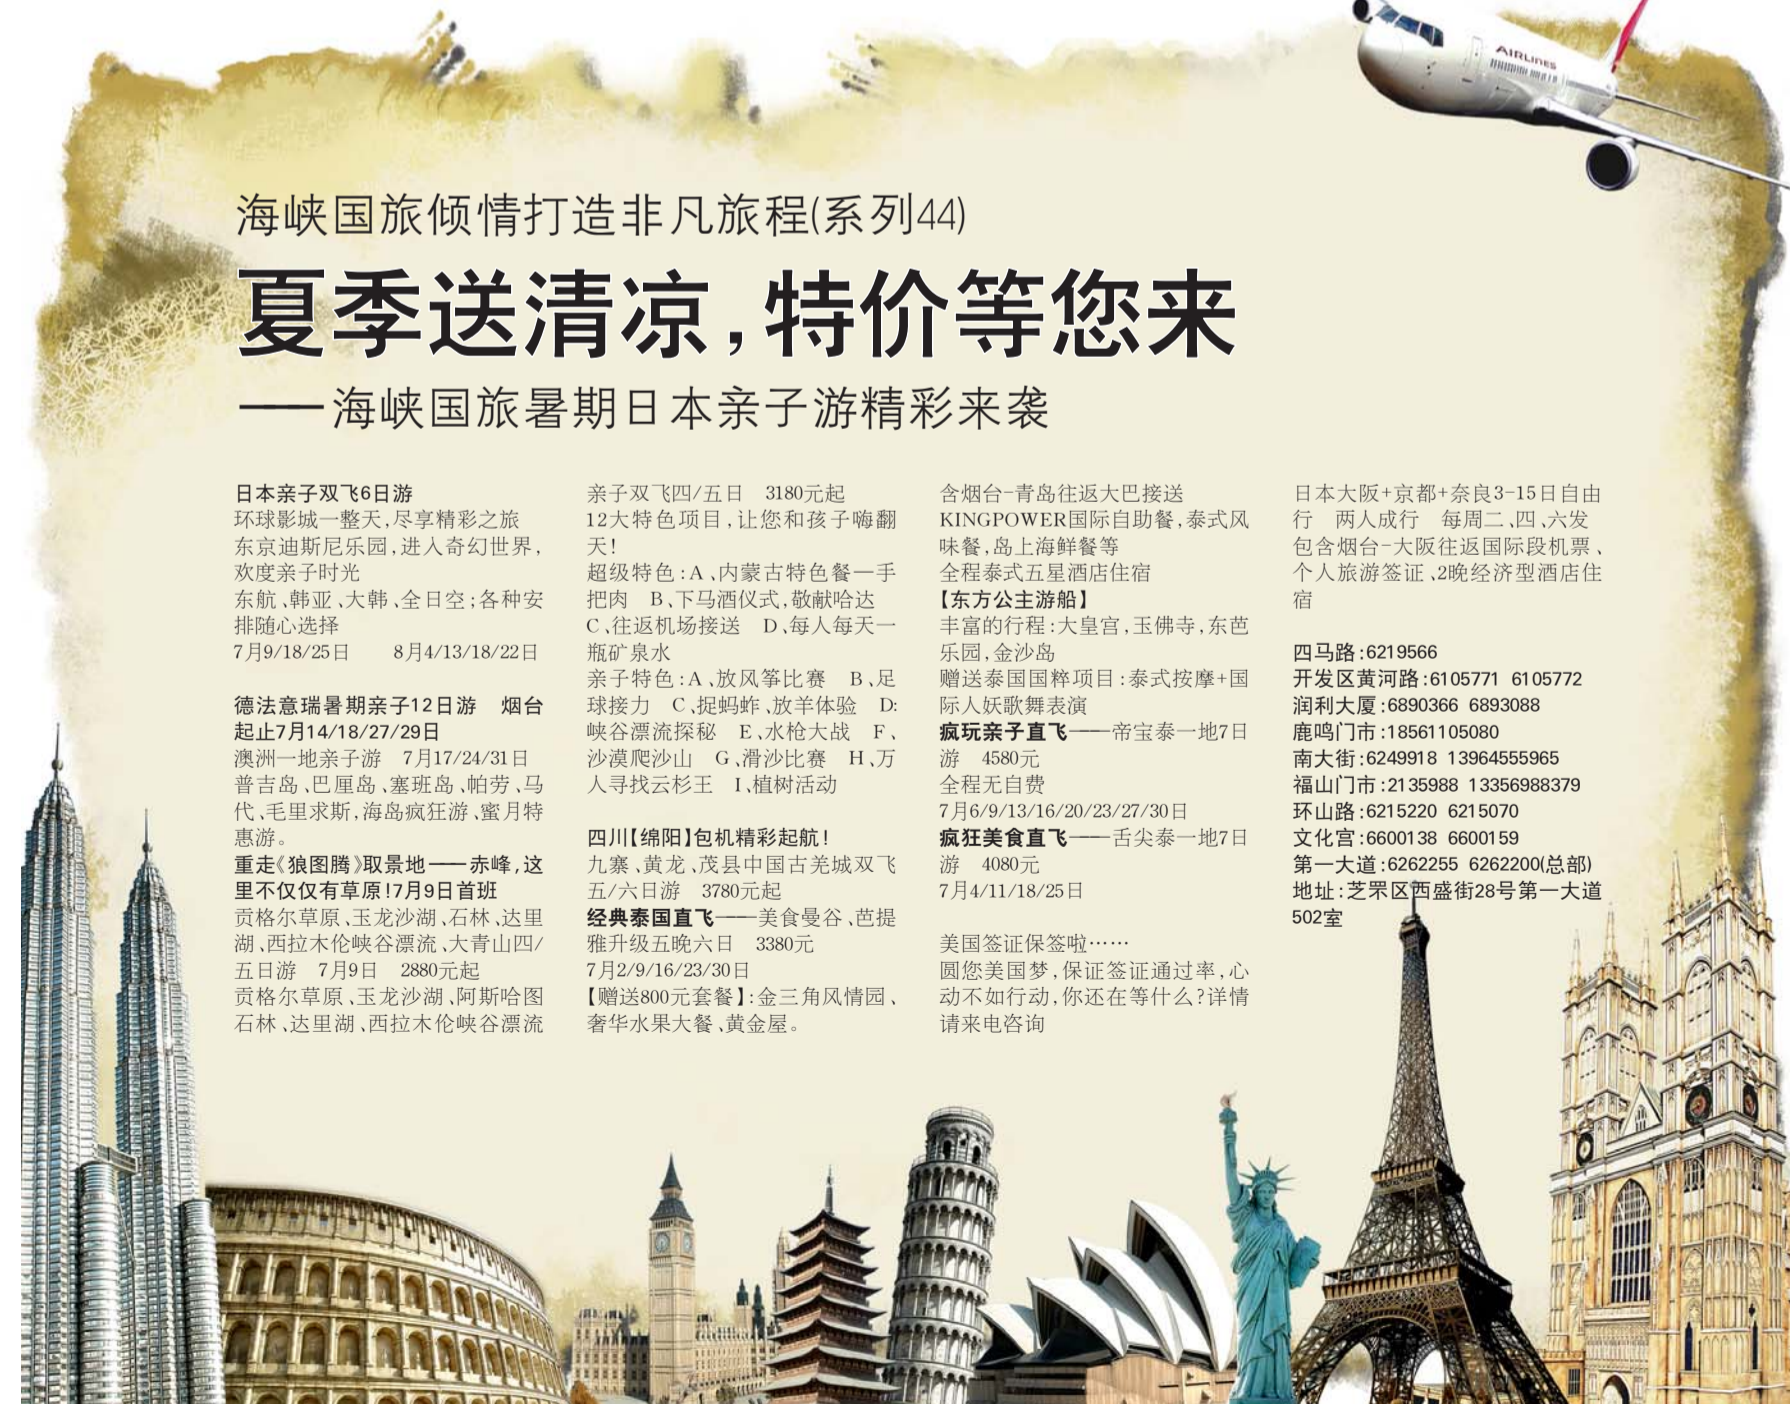 AIRLINES
海峡国旅倾情打造非凡旅程(系列44)
夏季送清凉,特价等您来
——海峡国旅暑期日本亲子游精彩来袭
日本亲子双飞6日游
环球影城一整天,尽享精彩之旅
东京迪斯尼乐园,进入奇幻世界,
欢度亲子时光
东航、韩亚、大韩、全日空;各种安
排随心选择
7月9/18/25日 8月4/13/18/22日
德法意瑞暑期亲子12日游 烟台
起止7月14/18/27/29日
澳洲一地亲子游 7月17/24/31日
普吉岛、巴厘岛、塞班岛、帕劳、马
代、毛里求斯,海岛疯狂游、蜜月特
惠游。
重走《狼图腾》取景地——赤峰,这
里不仅仅有草原!7月9日首班
贡格尔草原、玉龙沙湖、石林、达里
湖、西拉木伦峡谷漂流、大青山四/
五日游 7月9日 2880元起
贡格尔草原、玉龙沙湖、阿斯哈图
石林、达里湖、西拉木伦峡谷漂流
亲子双飞四/五日 3180元起
12大特色项目,让您和孩子嗨翻
天!
超级特色:A、内蒙古特色餐—手
把肉 B、下马酒仪式,敬献哈达
C、往返机场接送 D、每人每天一
瓶矿泉水
亲子特色:A、放风筝比赛 B、足
球接力 C、捉蚂蚱、放羊体验 D:
峡谷漂流探秘 E、水枪大战 F、
沙漠爬沙山 G、滑沙比赛 H、万
人寻找云杉王 I、植树活动
四川【绵阳】包机精彩起航!
九寨、黄龙、茂县中国古羌城双飞
五/六日游 3780元起
经典泰国直飞——美食曼谷、芭提
雅升级五晚六日 3380元
7月2/9/16/23/30日
【赠送800元套餐】:金三角风情园、
奢华水果大餐、黄金屋。
含烟台-青岛往返大巴接送
KINGPOWER国际自助餐,泰式风
味餐,岛上海鲜餐等
全程泰式五星酒店住宿
【东方公主游船】
丰富的行程:大皇宫,玉佛寺,东芭
乐园,金沙岛
赠送泰国国粹项目:泰式按摩+国
际人妖歌舞表演
疯玩亲子直飞——帝宝泰一地7日
游 4580元
全程无自费
7月6/9/13/16/20/23/27/30日
疯狂美食直飞——舌尖泰一地7日
游 4080元
7月4/11/18/25日
美国签证保签啦……
圆您美国梦,保证签证通过率,心
动不如行动,你还在等什么?详情
请来电咨询
日本大阪+京都+奈良3-15日自由
行 两人成行 每周二、四、六发
包含烟台-大阪往返国际段机票、
个人旅游签证、2晚经济型酒店住
宿
四马路:6219566
开发区黄河路:6105771 6105772
润利大厦:6890366 6893088
鹿鸣门市:18561105080
南大街:6249918 13964555965
福山门市:2135988 13356988379
环山路:6215220 6215070
文化宫:6600138 6600159
第一大道:6262255 6262200(总部)
地址:芝罘区西盛街28号第一大道
502室